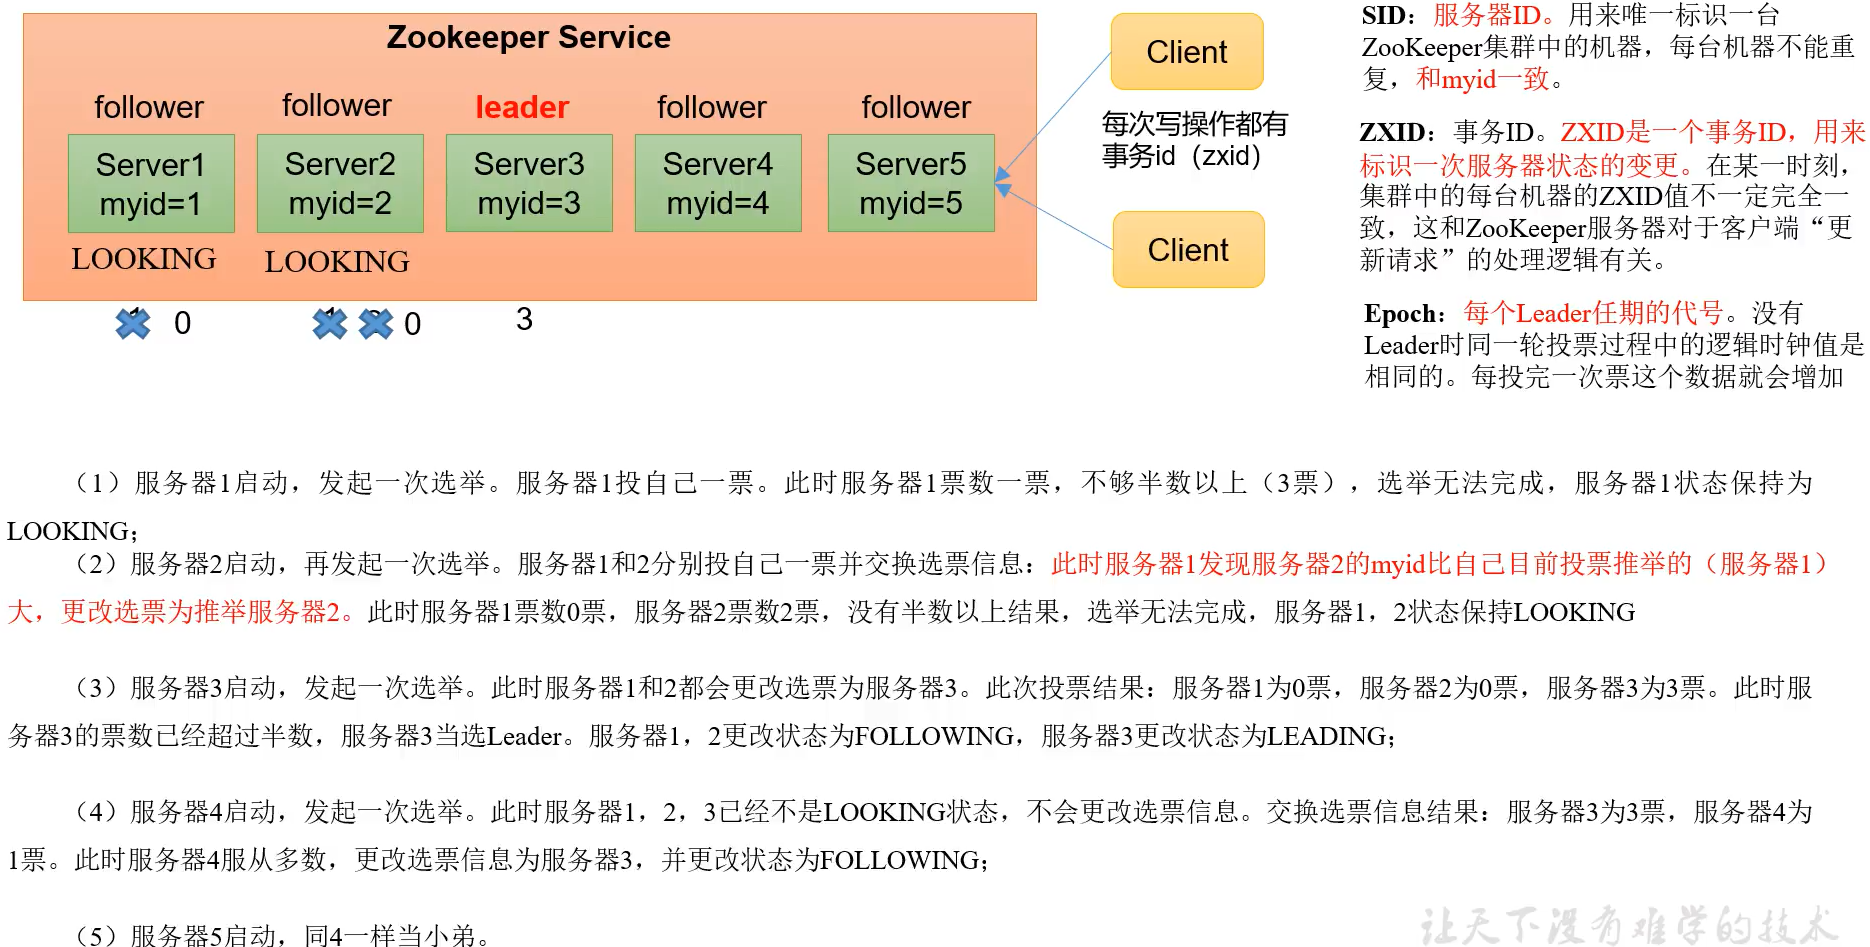 Zookeeper Service
follower
follower
leader
follower
follower
Server1
myid=1
Server2
myid=2
Server3
myid=3
Server4
myid=4
Server5
myid=5
LOOKING
LOOKING
0
0
3
Client
每次写操作都有
事务id（zxid）
Client
SID：服务器ID。用来唯一标识一台
ZooKeeper集群中的机器，每台机器不能重
复，和myid一致。
ZXID：事务ID。ZXID是一个事务ID，用来
标识一次服务器状态的变更。在某一时刻，
集群中的每台机器的ZXID值不一定完全一
致，这和ZooKeeper服务器对于客户端“更
新请求”的处理逻辑有关。
Epoch：每个Leader任期的代号。没有
Leader时同一轮投票过程中的逻辑时钟值是
相同的。每投完一次票这个数据就会增加
（1）服务器1启动，发起一次选举。服务器1投自己一票。此时服务器1票数一票，不够半数以上（3票），选举无法完成，服务器1状态保持为
LOOKING；
（2）服务器2启动，再发起一次选举。服务器1和2分别投自己一票并交换选票信息：此时服务器1发现服务器2的myid比自己目前投票推举的（服务器1）
大，更改选票为推举服务器2。此时服务器1票数0票，服务器2票数2票，没有半数以上结果，选举无法完成，服务器1，2状态保持LOOKING
（3）服务器3启动，发起一次选举。此时服务器1和2都会更改选票为服务器3。此次投票结果：服务器1为0票，服务器2为0票，服务器3为3票。此时服
务器3的票数已经超过半数，服务器3当选Leader。服务器1，2更改状态为FOLLOWING，服务器3更改状态为LEADING；
（4）服务器4启动，发起一次选举。此时服务器1，2，3已经不是LOOKING状态，不会更改选票信息。交换选票信息结果：服务器3为3票，服务器4为
1票。此时服务器4服从多数，更改选票信息为服务器3，并更改状态为FOLLOWING；
（5）服务器5启动，同4一样当小弟。
让天下没有难学的技术